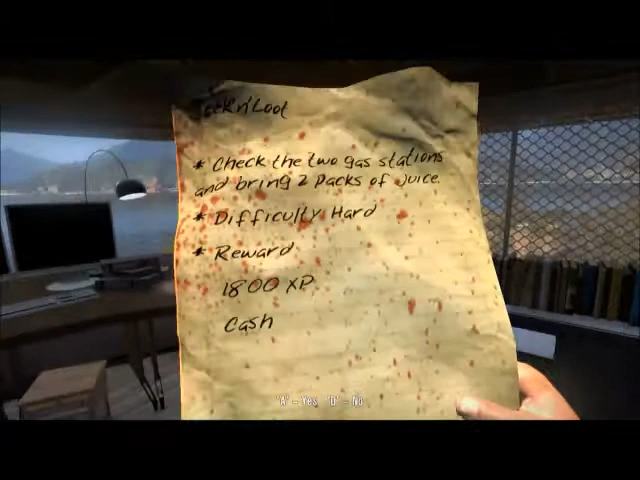 n'Loot
* Check the two gas stations
and bring 2 packs of juice.
* Difficulty Hard
* Reward
1800 XP
Cash
'A' - Yes, 'D' - No